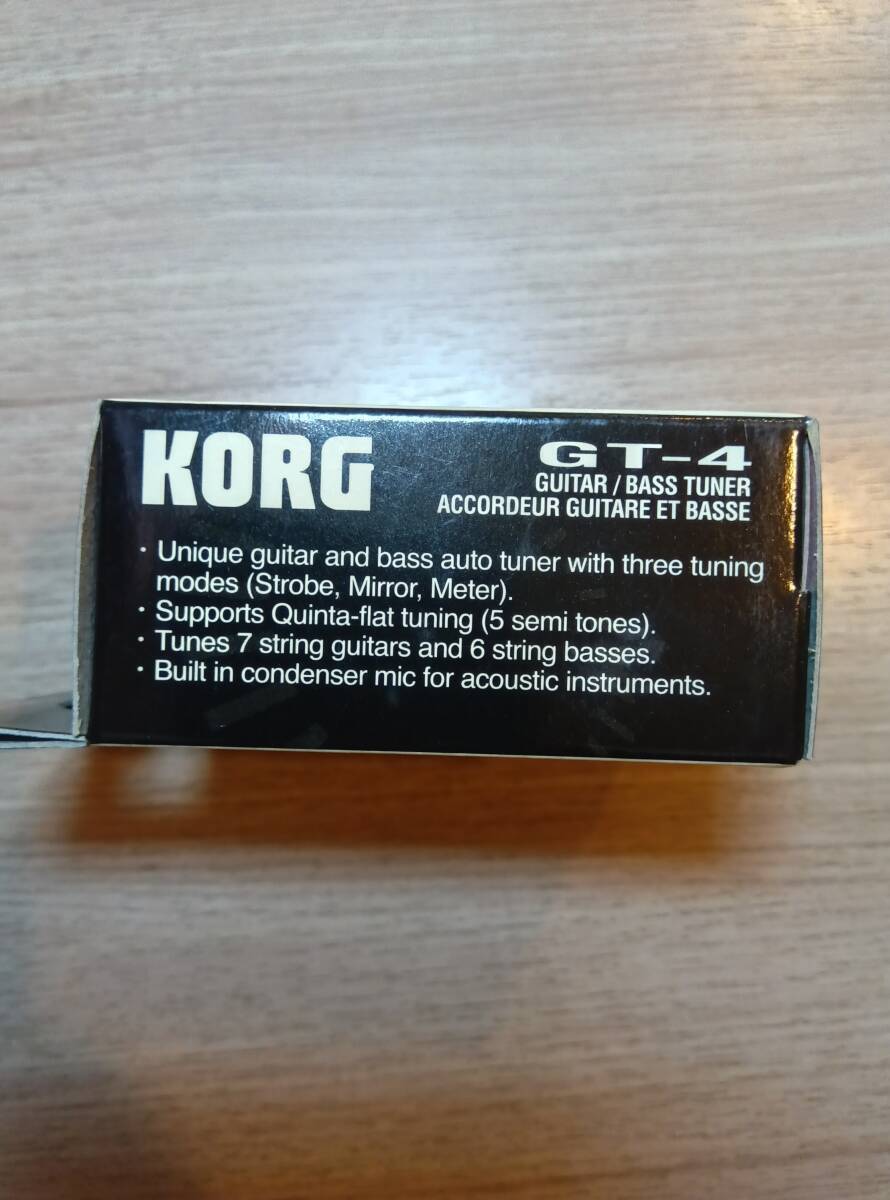 KORG
GT-4
GUITAR / BASS TUNER
ACCORDEUR GUITARE ET BASSE
· Unique guitar and bass auto tuner with three tuning
modes (Strobe, Mirror, Meter).
· Supports Quinta-flat tuning (5 semi tones).
· Tunes 7 string guitars and 6 string basses.
· Built in condenser mic for acoustic instruments.